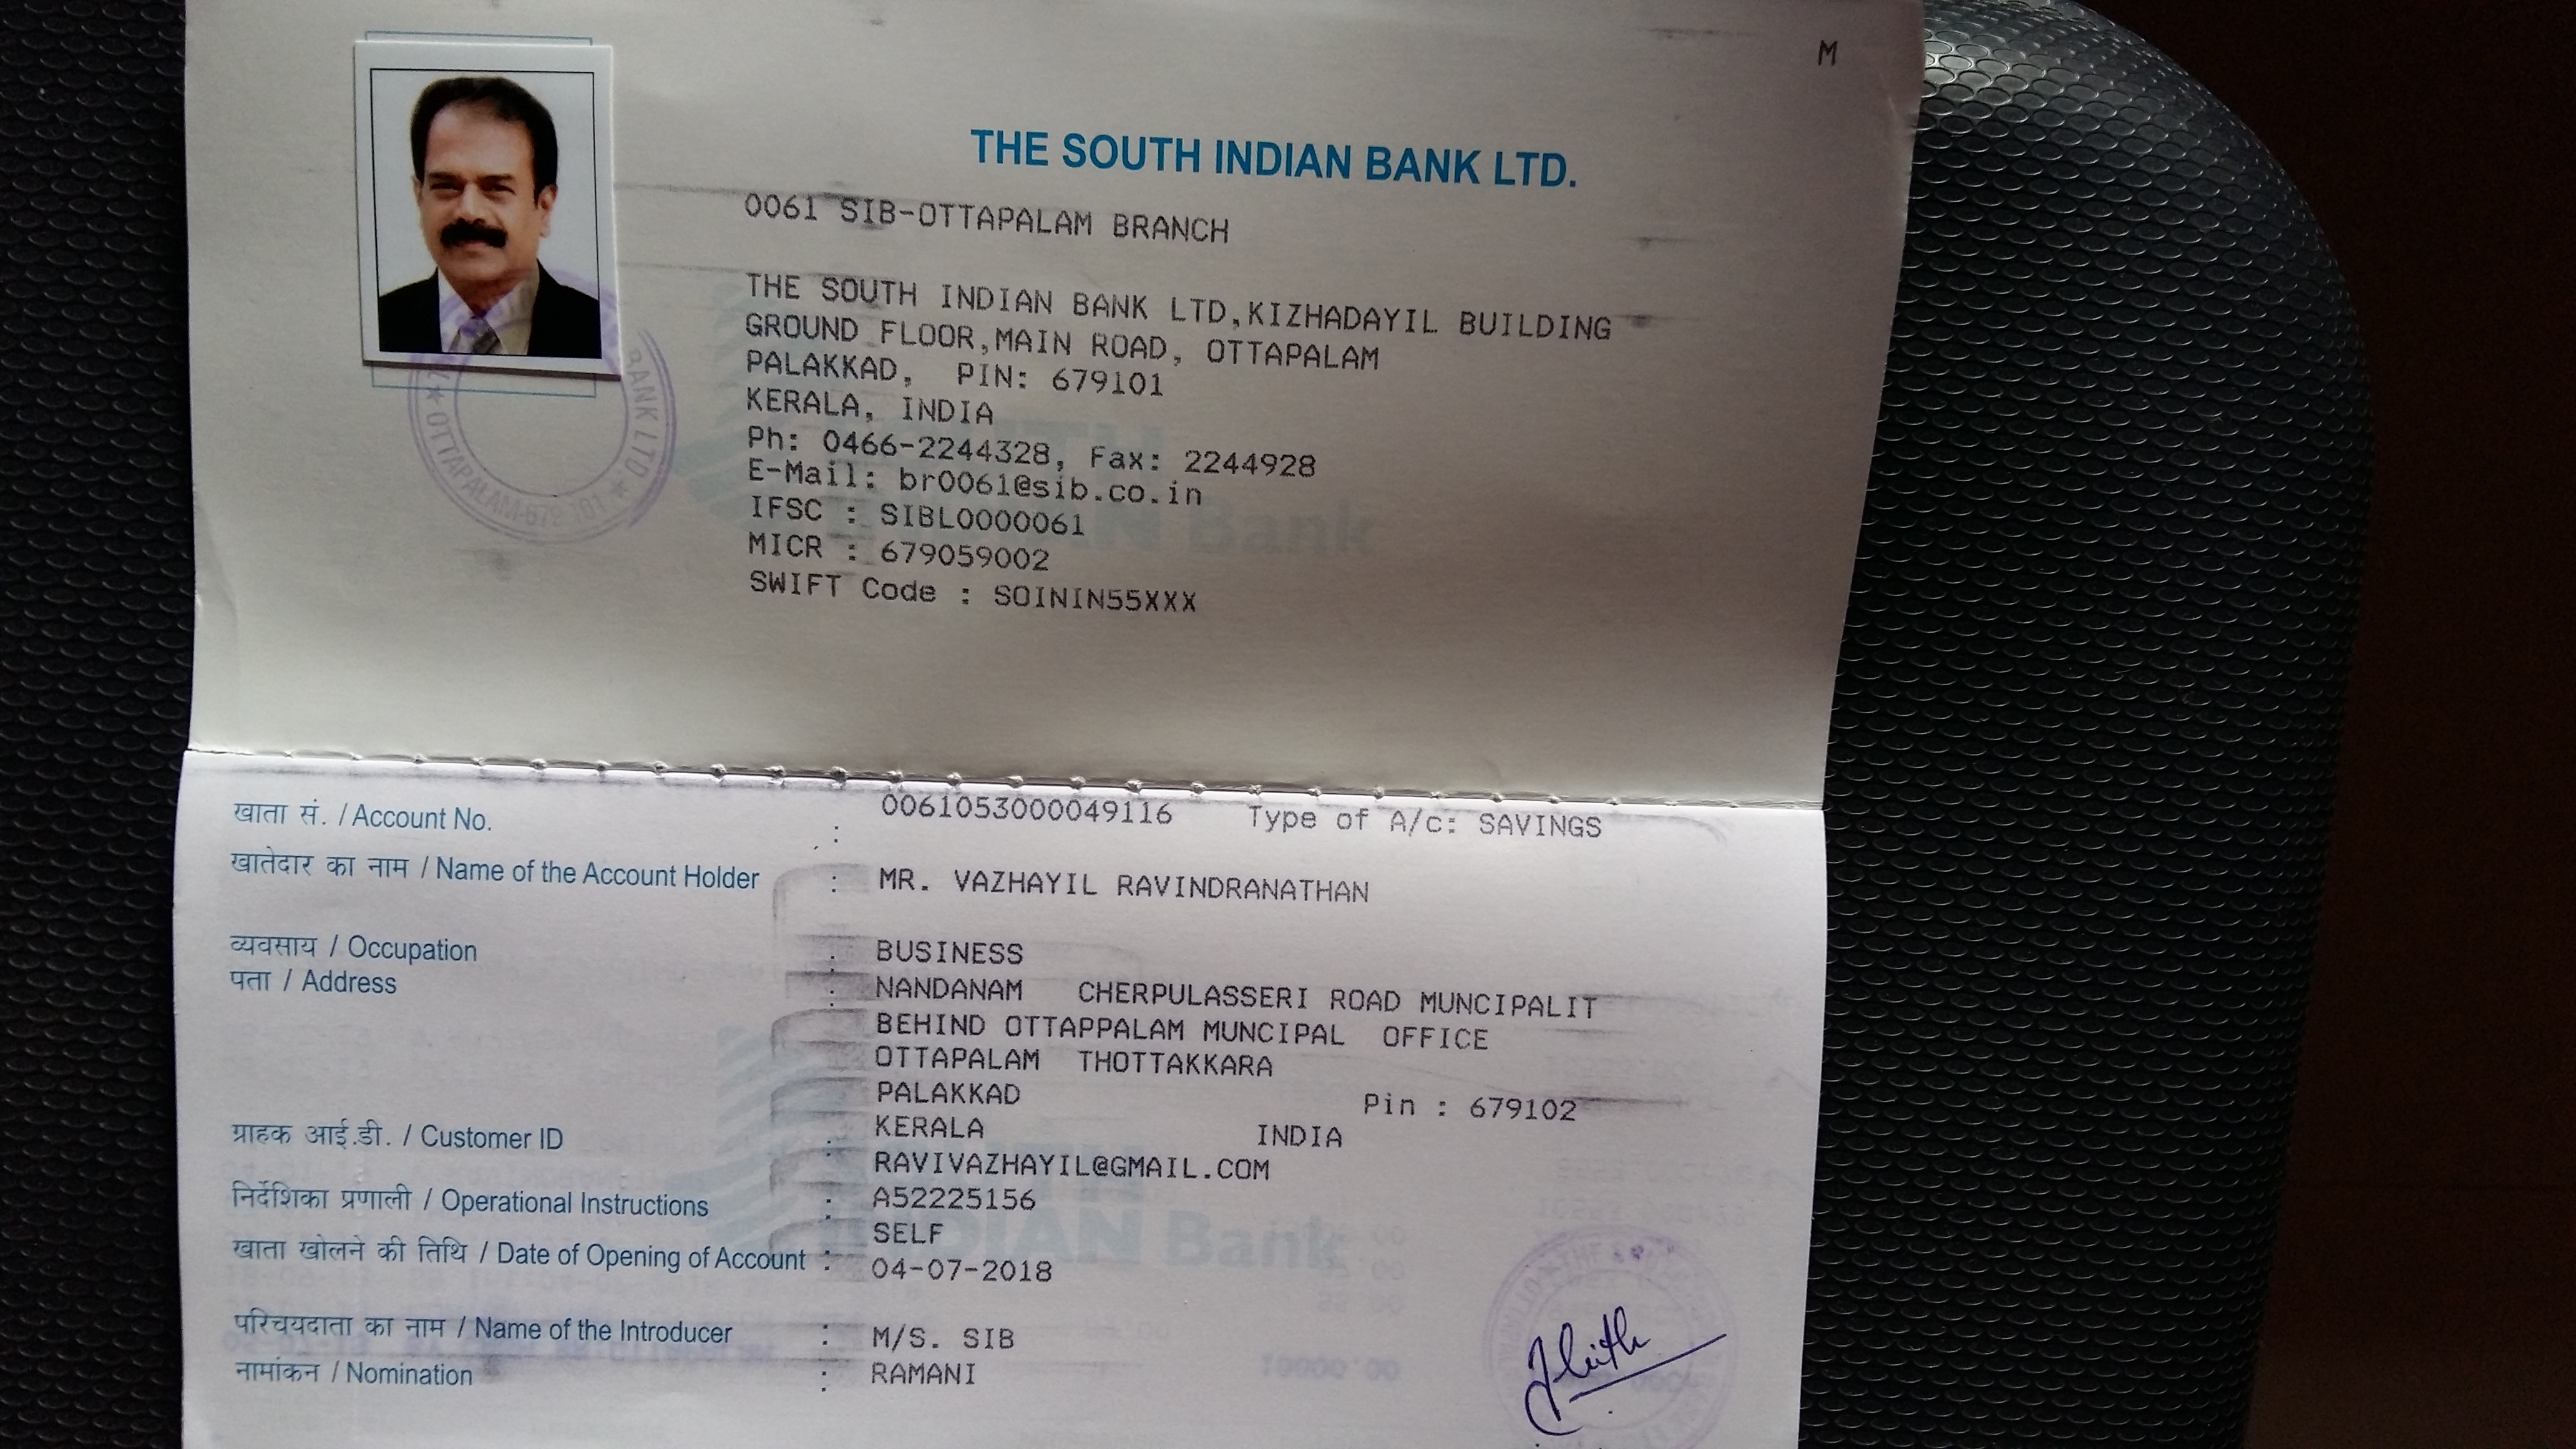 M
THE SOUTH INDIAN BANK LTD.
0061 SIB-OTTAPALAM BRANCH
THE SOUTH INDIAN BANK LTD,KIZHADAYIL BUILDING
GROUND FLOOR,MAIN ROAD, OTTAPALAM
PALAKKAD, PIN: 679101
KERALA, INDIA
Ph: 0466-2244328, Fax: 2244928
E-Mail: br0061@sib.co.in
IFSC : SIBL0000061
MICR : 679059002
SWIFT Code : SOININ55XXX
BANK LTD. ★ OTTAPALAM-679 101 ★
खाता सं. / Account No. : 0061053000049116 Type of A/c: SAVINGS
खातेदार का नाम / Name of the Account Holder : MR. VAZHAYIL RAVINDRANATHAN
व्यवसाय / Occupation : BUSINESS
पता / Address : NANDANAM CHERPULASSERI ROAD MUNCIPALIT
BEHIND OTTAPPALAM MUNCIPAL OFFICE
OTTAPALAM THOTTAKKARA
PALAKKAD Pin : 679102
KERALA INDIA
RAVIVAZHAYIL@GMAIL.COM
ग्राहक आई.डी. / Customer ID : A52225156
निर्देशिका प्रणाली / Operational Instructions : SELF
खाता खोलने की तिथि / Date of Opening of Account : 04-07-2018
परिचयदाता का नाम / Name of the Introducer : M/S. SIB
नामांकन / Nomination : RAMANI